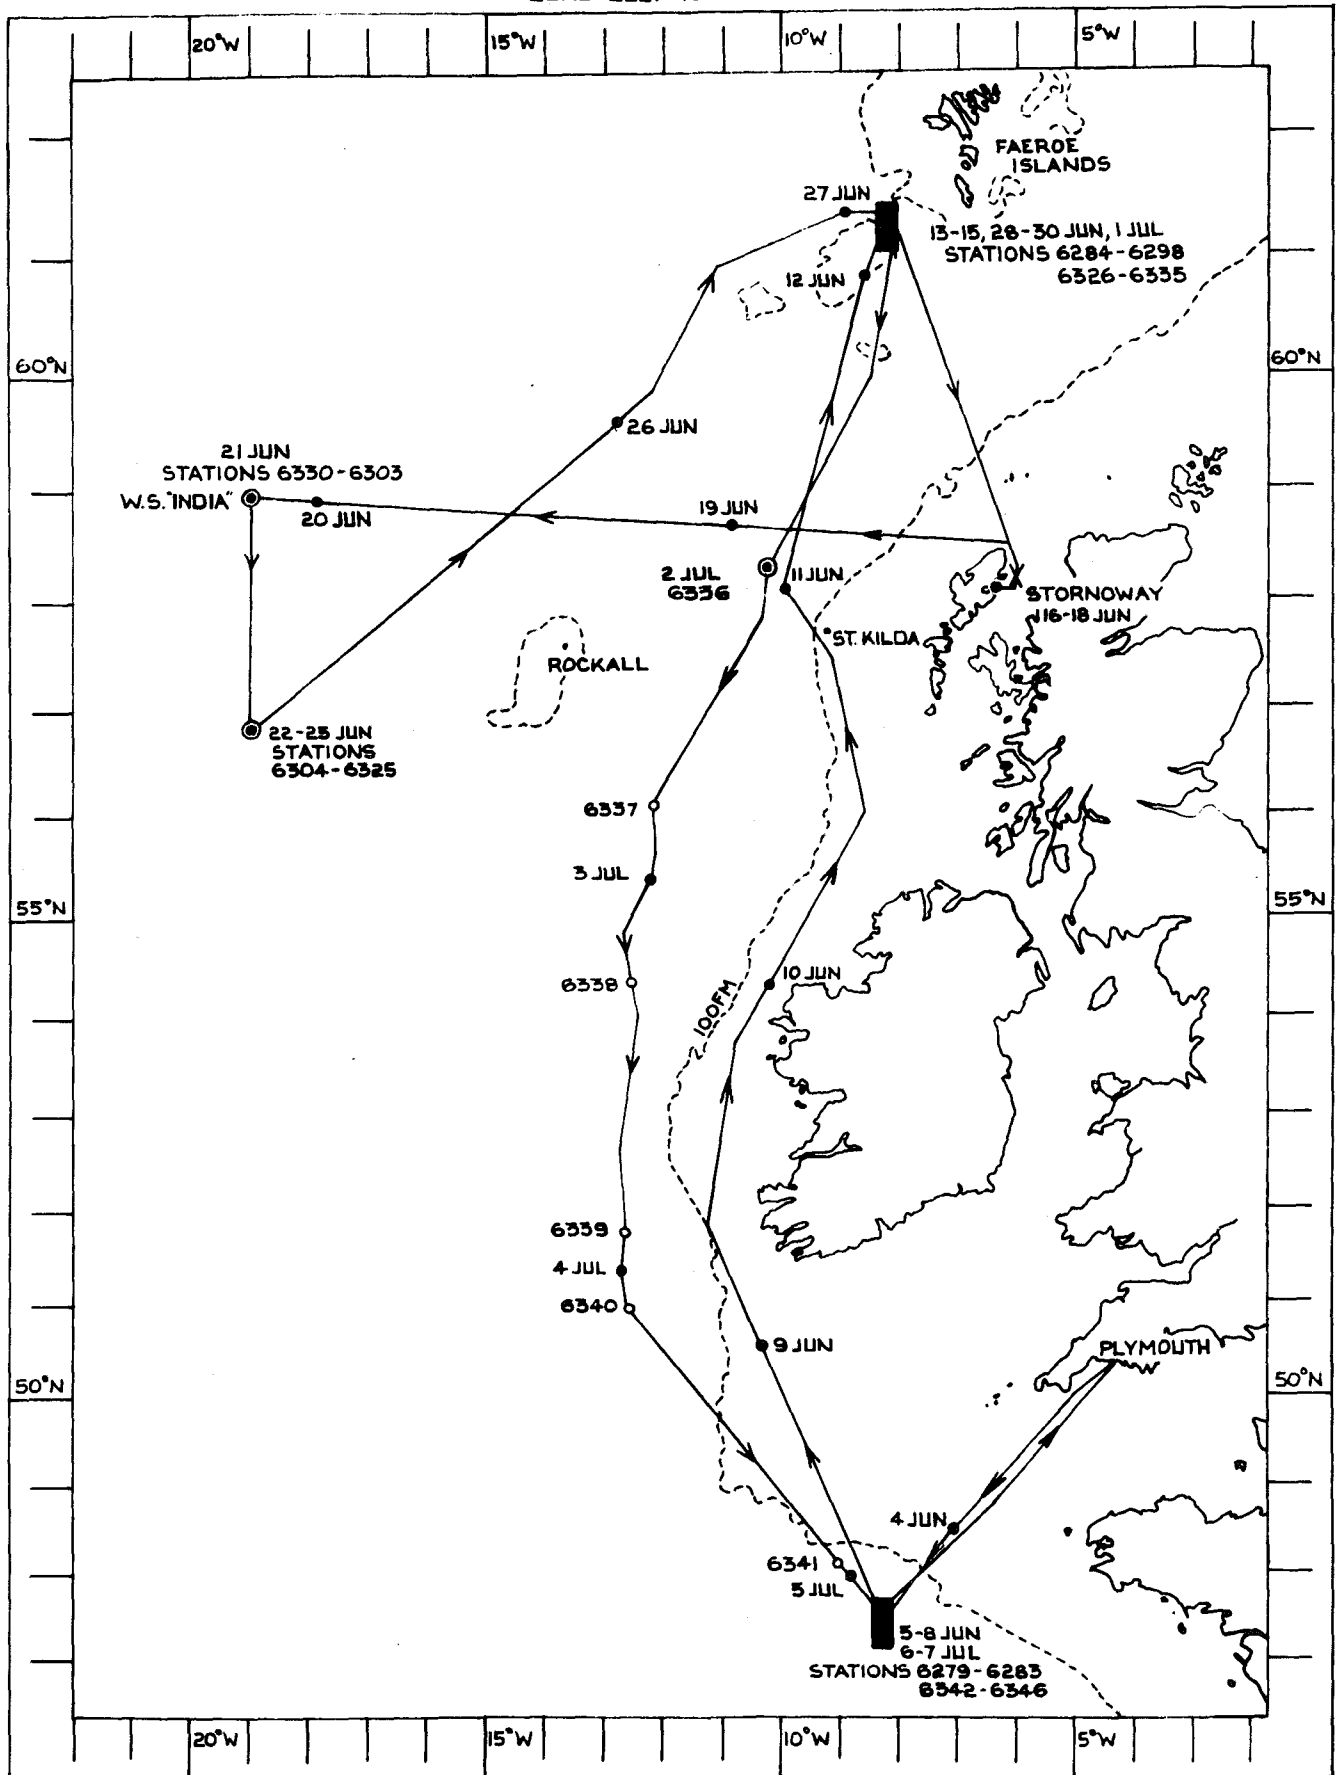 20°W
15°W
10°W
5°W
FAEROE
ISLANDS
27 JUN
13-15, 28-30 JUN, 1 JUL
STATIONS 6284-6298
6326-6335
12 JUN
60°N
60°N
26 JUN
21 JUN
STATIONS 6330-6303
W.S."INDIA"
20 JUN
19 JUN
2 JUL
6336
11 JUN
STORNOWAY
16-18 JUN
ST. KILDA
ROCKALL
22-23 JUN
STATIONS
6304-6325
6337
3 JUL
55°N
55°N
6338
10 JUN
100FM
6339
4 JUL
6340
9 JUN
PLYMOUTH
50°N
50°N
4 JUN
6341
5 JUL
5-8 JUN
6-7 JUL
STATIONS 6279-6283
6342-6346
20°W
15°W
10°W
5°W